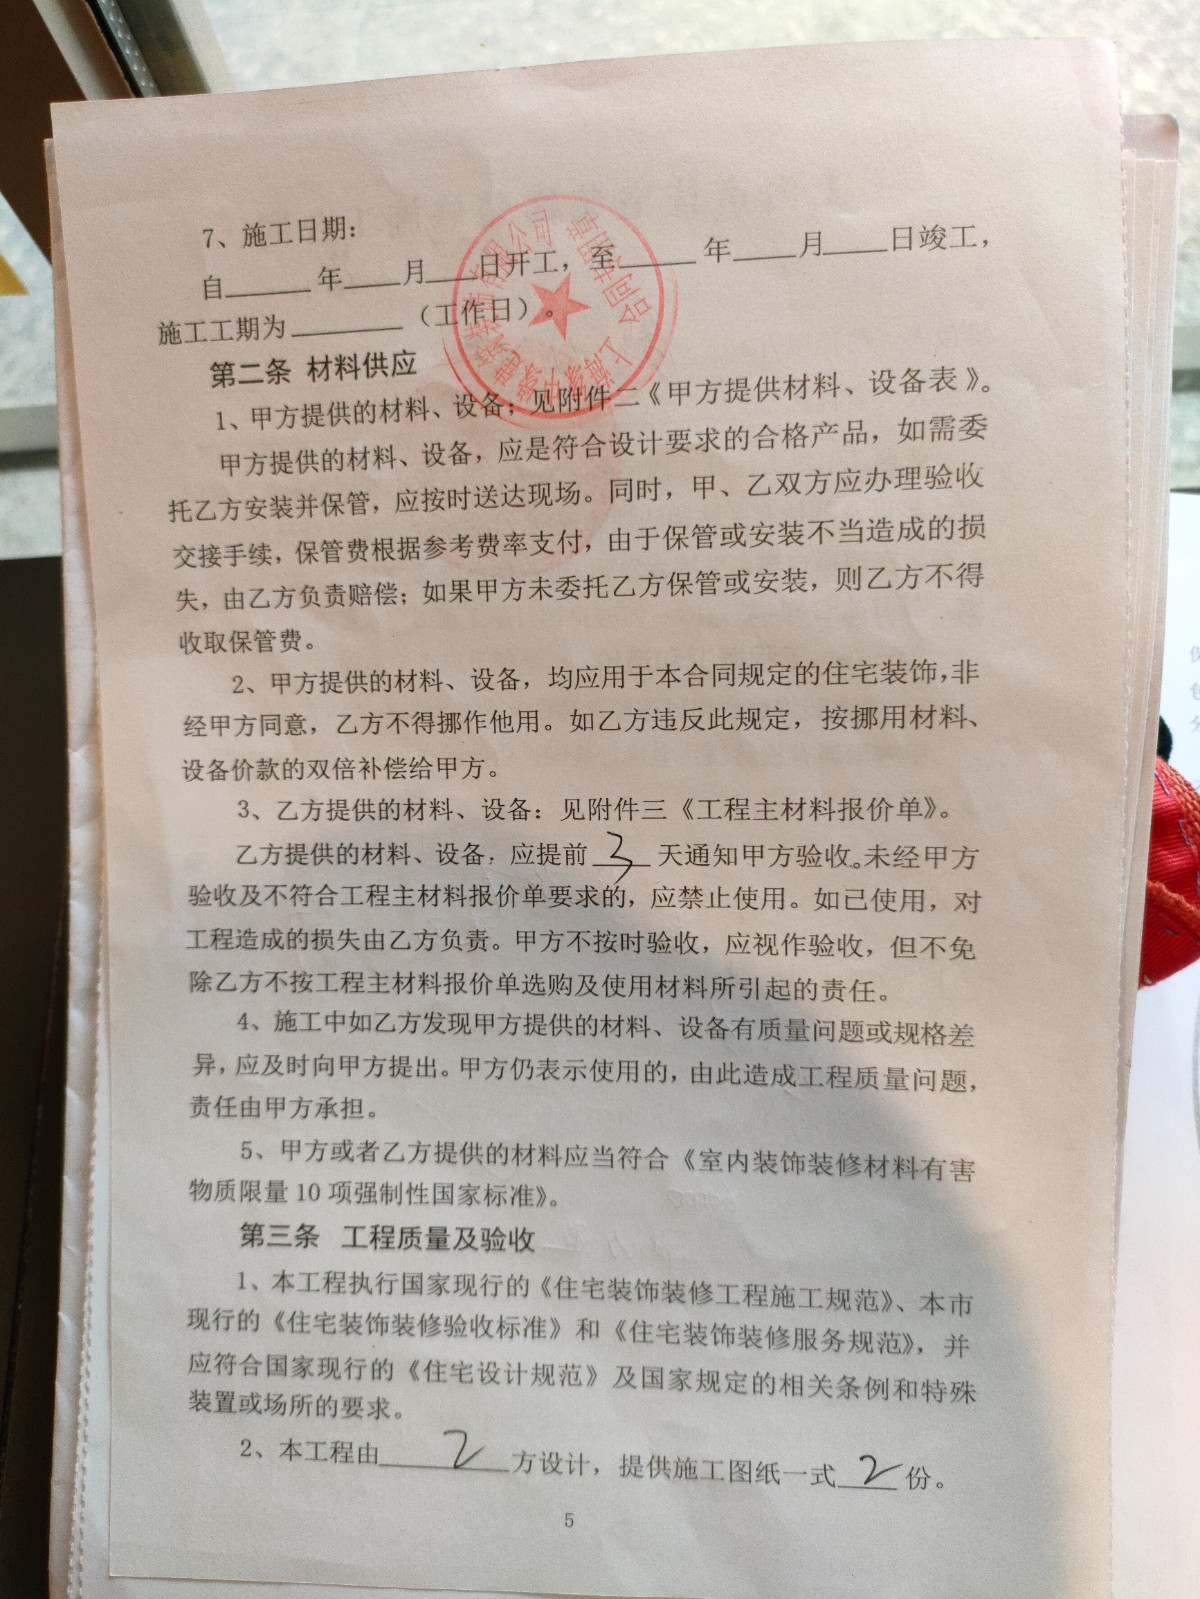 7、施工日期：
自______年____月____日开工，至______年____月____日竣工，
施工工期为________（工作日）。
第二条 材料供应
1、甲方提供的材料、设备；见附件二《甲方提供材料、设备表》。
甲方提供的材料、设备，应是符合设计要求的合格产品，如需委
托乙方安装并保管，应按时送达现场。同时，甲、乙双方应办理验收
交接手续，保管费根据参考费率支付，由于保管或安装不当造成的损
失，由乙方负责赔偿；如果甲方未委托乙方保管或安装，则乙方不得
收取保管费。
2、甲方提供的材料、设备，均应用于本合同规定的住宅装饰，非
经甲方同意，乙方不得挪作他用。如乙方违反此规定，按挪用材料、
设备价款的双倍补偿给甲方。
3、乙方提供的材料、设备：见附件三《工程主材料报价单》。
乙方提供的材料、设备，应提前 3 天通知甲方验收。未经甲方
验收及不符合工程主材料报价单要求的，应禁止使用。如已使用，对
工程造成的损失由乙方负责。甲方不按时验收，应视作验收，但不免
除乙方不按工程主材料报价单选购及使用材料所引起的责任。
4、施工中如乙方发现甲方提供的材料、设备有质量问题或规格差
异，应及时向甲方提出。甲方仍表示使用的，由此造成工程质量问题，
责任由甲方承担。
5、甲方或者乙方提供的材料应当符合《室内装饰装修材料有害
物质限量 10 项强制性国家标准》。
第三条 工程质量及验收
1、本工程执行国家现行的《住宅装饰装修工程施工规范》、本市
现行的《住宅装饰装修验收标准》和《住宅装饰装修服务规范》，并
应符合国家现行的《住宅设计规范》及国家规定的相关条例和特殊
装置或场所的要求。
2、本工程由 乙 方设计，提供施工图纸一式 2 份。
5